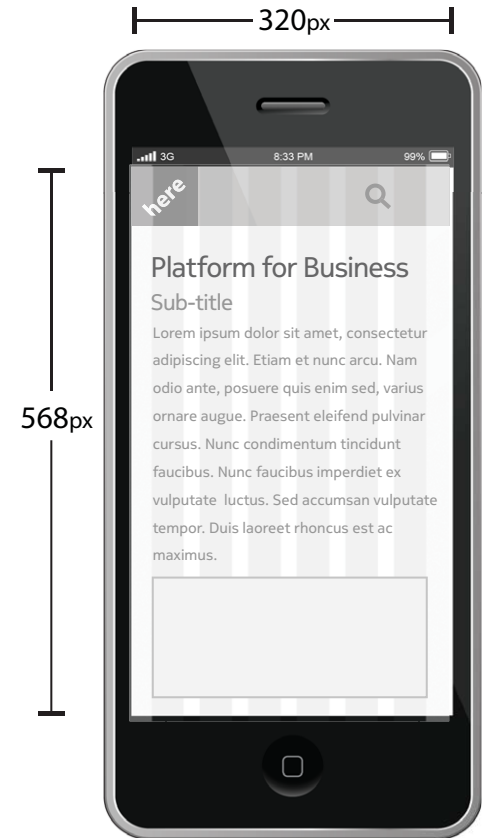 320px
3G 8:33 PM 99%
here
Platform for Business
Sub-title
Lorem ipsum dolor sit amet, consectetur
adipiscing elit. Etiam et nunc arcu. Nam
odio ante, posuere quis enim sed, varius
ornare augue. Praesent eleifend pulvinar
cursus. Nunc condimentum tincidunt
faucibus. Nunc faucibus imperdiet ex
vulputate luctus. Sed accumsan vulputate
tempor. Duis laoreet rhoncus est ac
maximus.
568px